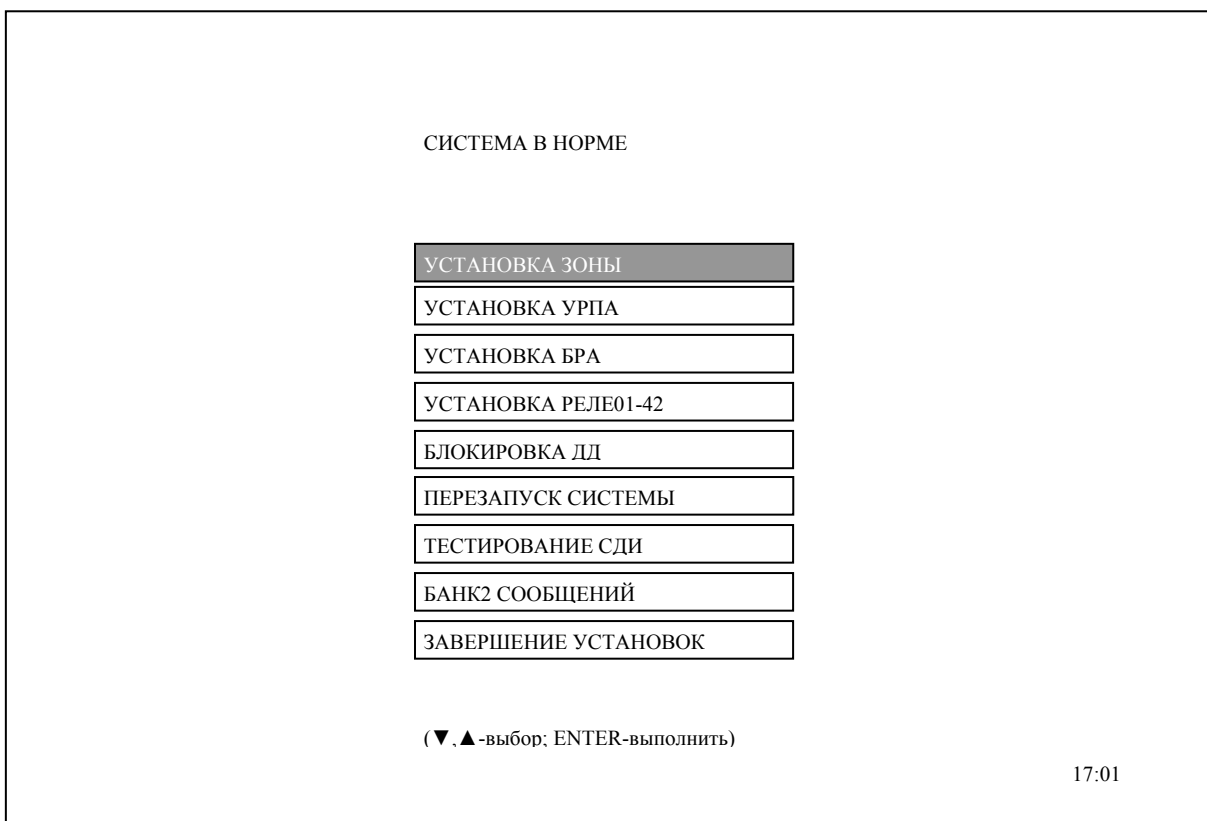 СИСТЕМА В НОРМЕ
УСТАНОВКА ЗОНЫ
УСТАНОВКА УРПА
УСТАНОВКА БРА
УСТАНОВКА РЕЛЕ01-42
БЛОКИРОВКА ДД
ПЕРЕЗАПУСК СИСТЕМЫ
ТЕСТИРОВАНИЕ СДИ
БАНК2 СООБЩЕНИЙ
ЗАВЕРШЕНИЕ УСТАНОВОК
(▼,▲-выбор; ENTER-выполнить)
17:01